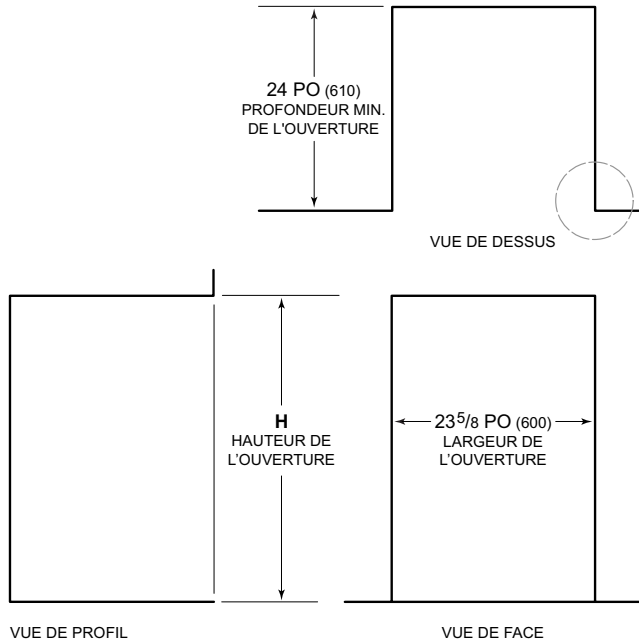 24 PO (610)
PROFONDEUR MIN.
DE L'OUVERTURE
VUE DE DESSUS
H
HAUTEUR DE
L’OUVERTURE
23 5/8 PO (600)
LARGEUR DE
L’OUVERTURE
VUE DE PROFIL
VUE DE FACE